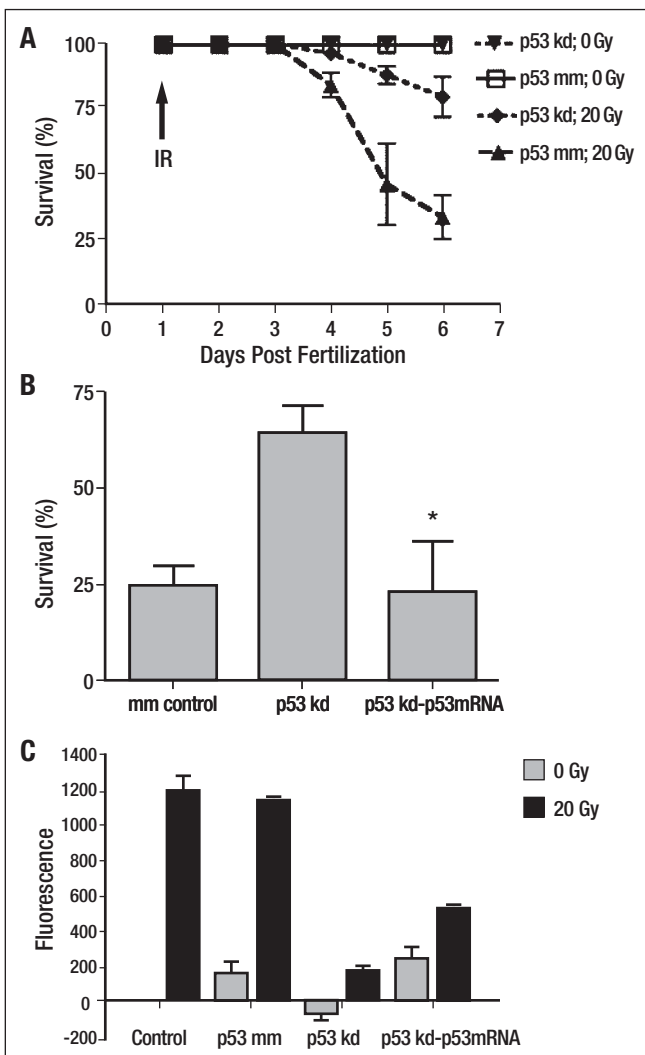 A
Survival (%)
100
75
50
25
0
IR
0 1 2 3 4 5 6 7
Days Post Fertilization
p53 kd; 0 Gy
p53 mm; 0 Gy
p53 kd; 20 Gy
p53 mm; 20 Gy
B
Survival (%)
75
50
25
0
*
mm control p53 kd p53 kd-p53mRNA
C
Fluorescence
1400
1200
1000
800
600
400
200
0
-200
Control p53 mm p53 kd p53 kd-p53mRNA
0 Gy
20 Gy